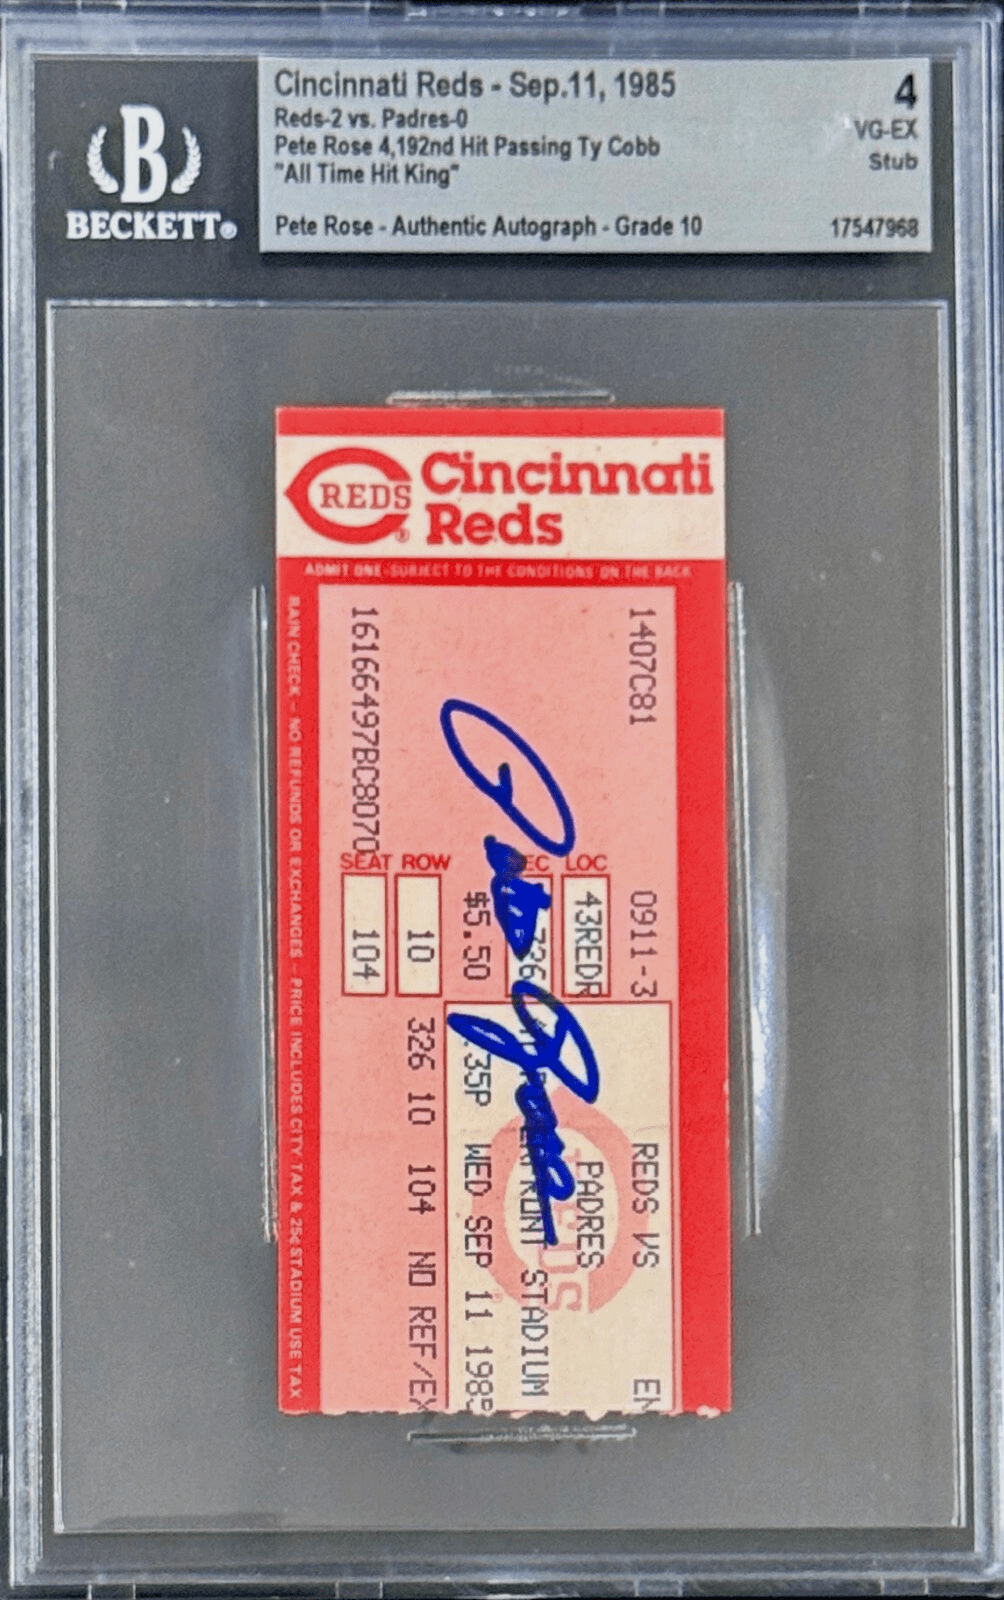 Cincinnati Reds - Sep.11, 1985
Reds-2 vs. Padres-0
Pete Rose 4,192nd Hit Passing Ty Cobb
"All Time Hit King"
Pete Rose - Authentic Autograph - Grade 10
4
VG-EX
Stub
17547968
B
BECKETT®
REDS®
Cincinnati
Reds
ADMIT ONE-SUBJECT TO THE CONDITIONS ON THE BACK
RAIN CHECK - NO REFUNDS OR EXCHANGES - PRICE INCLUDES CITY TAX & 25¢ STADIUM USE TAX
1407C81
0911-3
REDS VS
EN
LOC
43REDR
PADRES
STADIUM
$5.50
.35P WED SEP 11 198
ROW
10
326 10 104 NO REF/EX
16166497BC8070
SEAT
104
Pete Rose